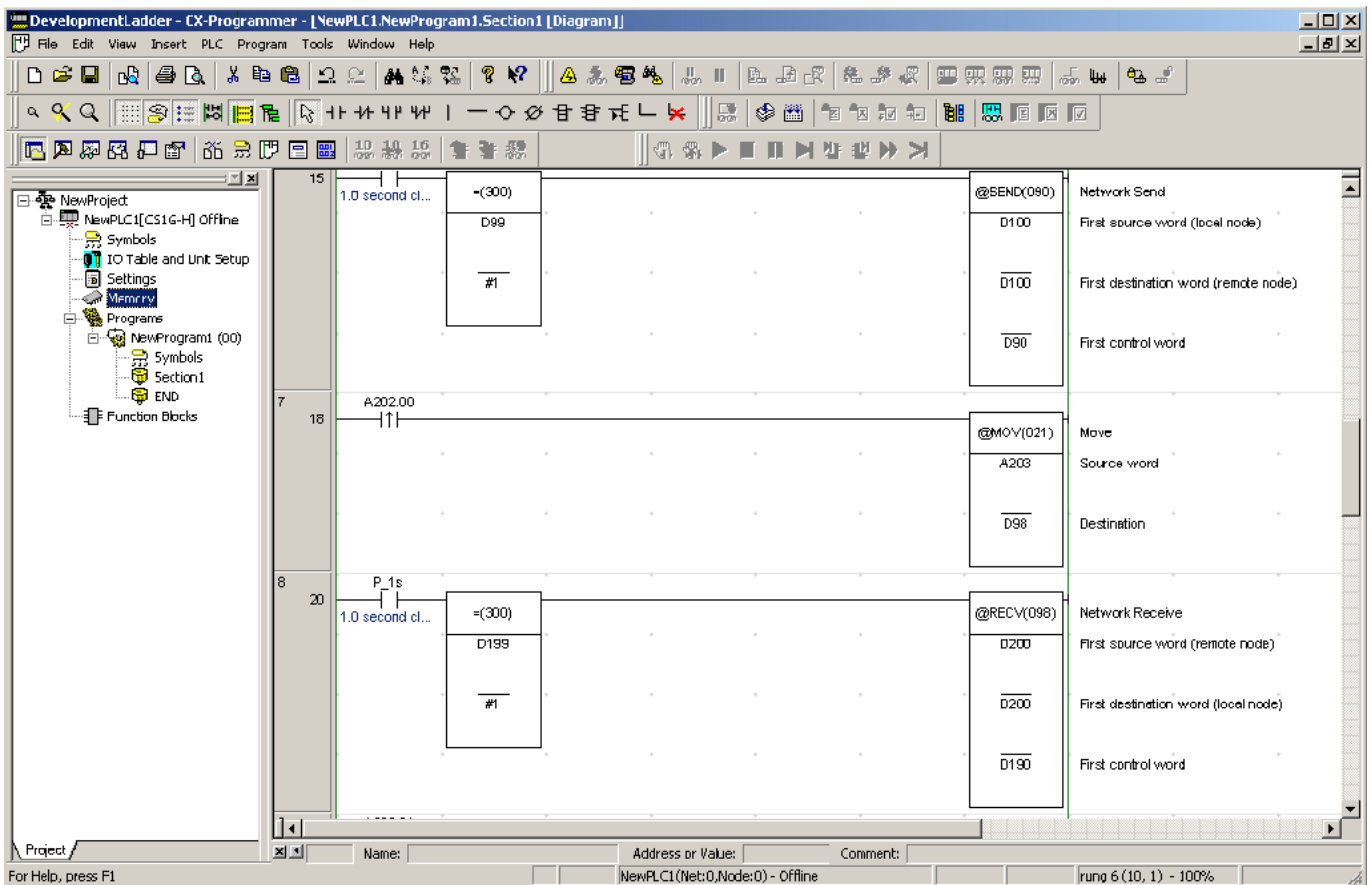 DevelopmentLadder - CX-Programmer - [NewPLC1.NewProgram1.Section1 [Diagram]]
File Edit View Insert PLC Program Tools Window Help
10 10 16
NewProject
NewPLC1[CS1G-H] Offline
Symbols
IO Table and Unit Setup
Settings
Memory
Programs
NewProgram1 (00)
Symbols
Section1
END
Function Blocks
Project
15
1.0 second cl...
=(300)
D99
#1
@SEND(090)
Network Send
D100
First source word (local node)
D100
First destination word (remote node)
D90
First control word
7
A202.00
18
@MOV(021)
Move
A203
Source word
D98
Destination
8
P_1s
20
1.0 second cl...
=(300)
D199
#1
@RECV(098)
Network Receive
D200
First source word (remote node)
D200
First destination word (local node)
D190
First control word
Name:
Address or Value:
Comment:
For Help, press F1
NewPLC1(Net:0,Node:0) - Offline
rung 6 (10, 1) - 100%